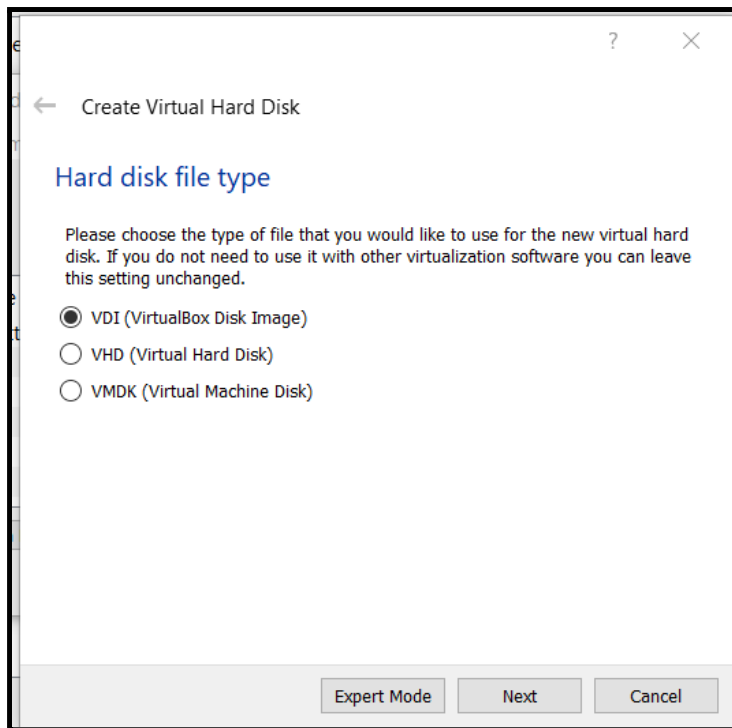 ?
Create Virtual Hard Disk
Hard disk file type
Please choose the type of file that you would like to use for the new virtual hard
disk. If you do not need to use it with other virtualization software you can leave
this setting unchanged.
VDI (VirtualBox Disk Image)
VHD (Virtual Hard Disk)
VMDK (Virtual Machine Disk)
Expert Mode
Next
Cancel